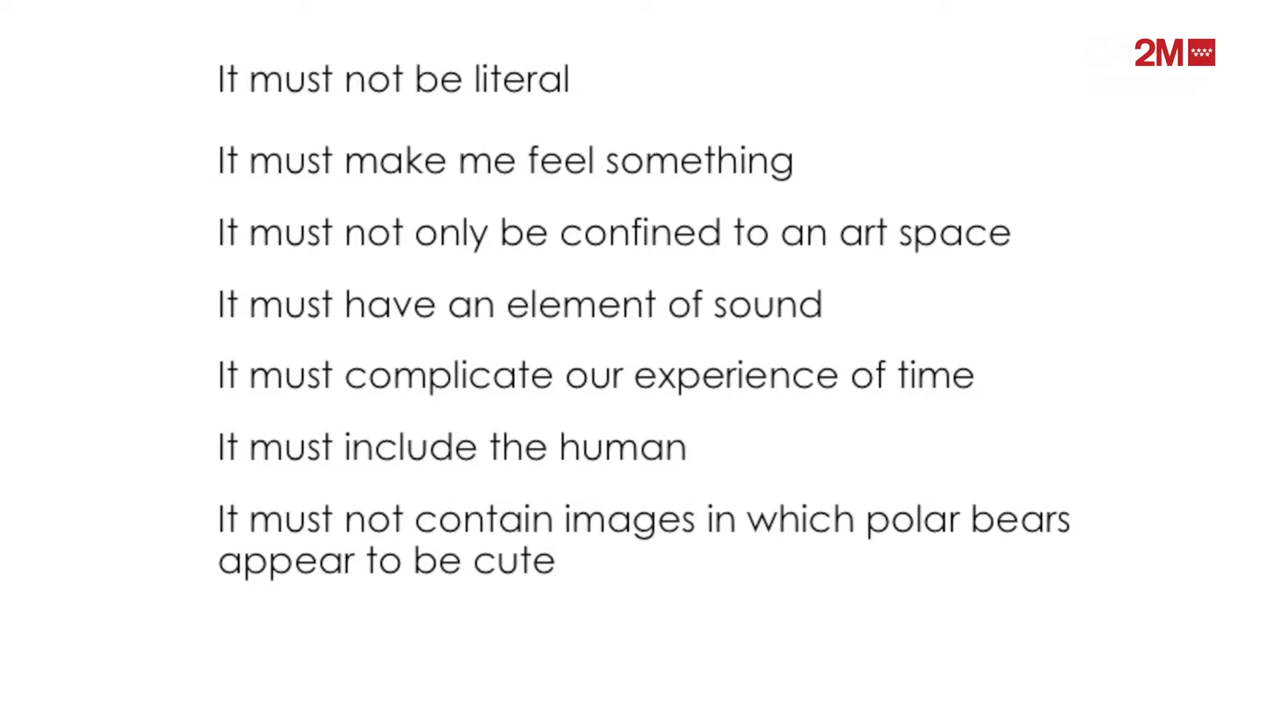 2M
It must not be literal
It must make me feel something
It must not only be confined to an art space
It must have an element of sound
It must complicate our experience of time
It must include the human
It must not contain images in which polar bears
appear to be cute